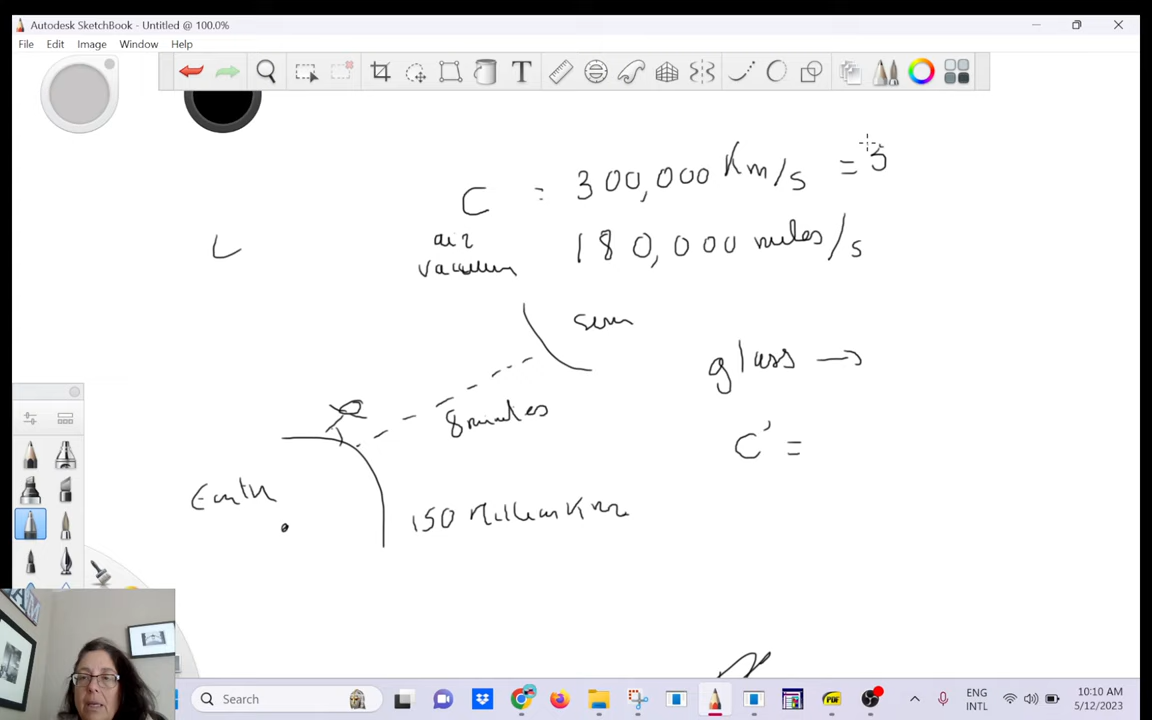 Autodesk SketchBook - Untitled @ 100.0%
File Edit Image Window Help
C = 300,000 Km/s = 3
air
vacuum
180,000 miles/s
L
sun
glass →
8 minutes
C' =
Earth
150 Million Km
Search
ENG
INTL
10:10 AM
5/12/2023